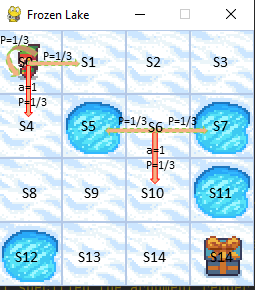 Frozen Lake
P=1/3
S0 P=1/3 S1 S2 S3
a=1
P=1/3
S4 S5 P=1/3 S6 P=1/3 S7
a=1
P=1/3
S8 S9 S10 S11
S12 S13 S14 S14